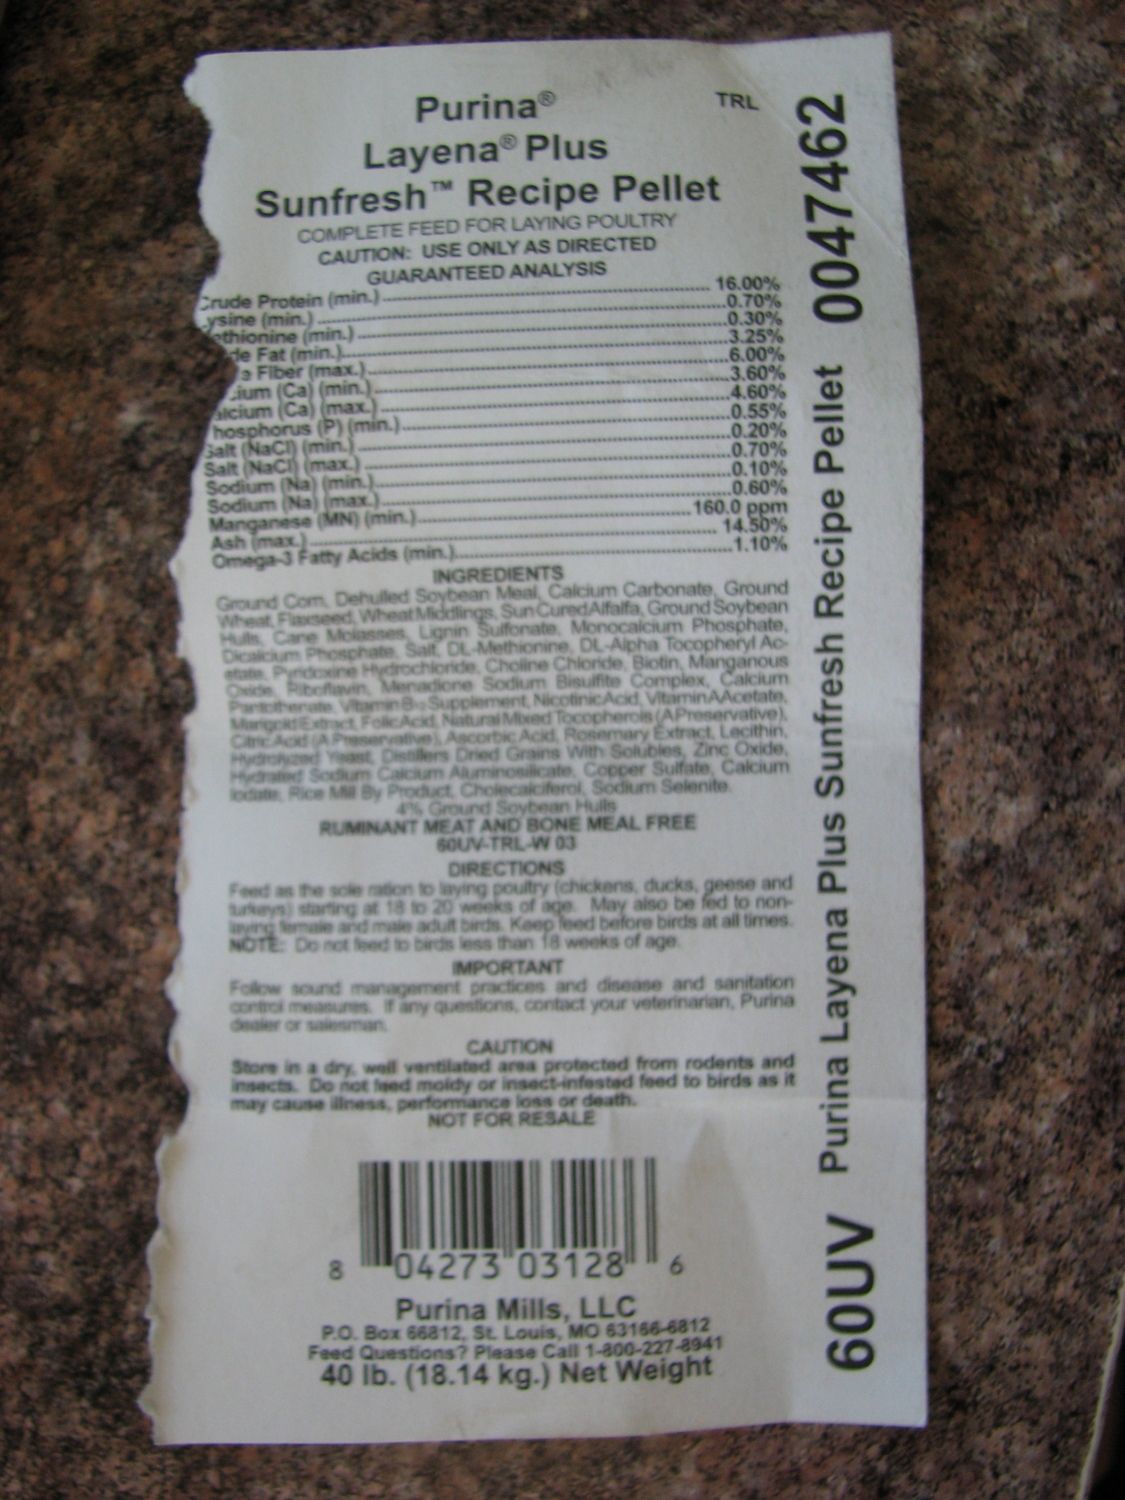 Purina®
TRL
Layena® Plus
Sunfresh™ Recipe Pellet
COMPLETE FEED FOR LAYING POULTRY
CAUTION: USE ONLY AS DIRECTED
GUARANTEED ANALYSIS
Crude Protein (min.) 16.00%
ysine (min.) 0.70%
thionine (min.) 0.30%
de Fat (min.) 3.25%
Fiber (max.) 6.00%
ium (Ca) (min.) 3.60%
alcium (Ca) (max.) 4.60%
hosphorus (P) (min.) 0.55%
Salt (NaCl) (min.) 0.20%
Salt (NaCl) (max.) 0.70%
Sodium (Na) (min.) 0.10%
Sodium (Na) (max.) 0.60%
Manganese (MN) (min.) 160.0 ppm
Ash (max.) 14.50%
Omega-3 Fatty Acids (min.) 1.10%
INGREDIENTS
Ground Corn, Dehulled Soybean Meal, Calcium Carbonate, Ground
Wheat, Flaxseed, Wheat Middlings, Sun Cured Alfalfa, Ground Soybean
Hulls, Cane Molasses, Lignin Sulfonate, Monocalcium Phosphate,
Dicalcium Phosphate, Salt, DL-Methionine, DL-Alpha Tocopheryl Ac-
etate, Pyridoxine Hydrochloride, Choline Chloride, Biotin, Manganous
Oxide, Riboflavin, Menadione Sodium Bisulfite Complex, Calcium
Pantothenate, Vitamin B12 Supplement, Nicotinic Acid, Vitamin A Acetate,
Marigold Extract, Folic Acid, Natural Mixed Tocopherols (A Preservative),
Citric Acid (A Preservative), Ascorbic Acid, Rosemary Extract, Lecithin,
Hydrolyzed Yeast, Distillers Dried Grains With Solubles, Zinc Oxide,
Hydrated Sodium Calcium Aluminosilicate, Copper Sulfate, Calcium
Iodate, Rice Mill By Product, Cholecalciferol, Sodium Selenite.
4% Ground Soybean Hulls
RUMINANT MEAT AND BONE MEAL FREE
60UV-TRL-W 03
DIRECTIONS
Feed as the sole ration to laying poultry (chickens, ducks, geese and
turkeys) starting at 18 to 20 weeks of age. May also be fed to non-
laying female and male adult birds. Keep feed before birds at all times.
NOTE: Do not feed to birds less than 18 weeks of age.
IMPORTANT
Follow sound management practices and disease and sanitation
control measures. If any questions, contact your veterinarian, Purina
dealer or salesman.
CAUTION
Store in a dry, well ventilated area protected from rodents and
insects. Do not feed moldy or insect-infested feed to birds as it
may cause illness, performance loss or death.
NOT FOR RESALE
8 04273 03128 6
Purina Mills, LLC
P.O. Box 66812, St. Louis, MO 63166-6812
Feed Questions? Please Call 1-800-227-8941
40 lb. (18.14 kg.) Net Weight
60UV Purina Layena Plus Sunfresh Recipe Pellet 0047462